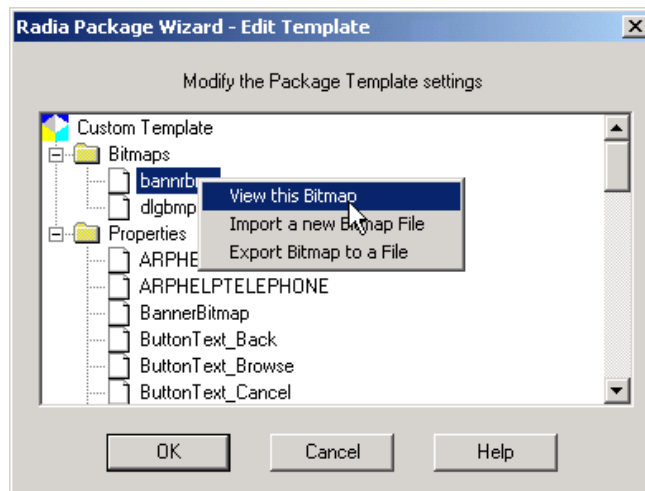 Radia Package Wizard - Edit Template
Modify the Package Template settings
Custom Template
Bitmaps
View this Bitmap
dlgbmp
Import a new Bitmap File
Properties
Export Bitmap to a File
ARPHELPTELEPHONE
BannerBitmap
ButtonText_Back
ButtonText_Browse
ButtonText_Cancel
OK Cancel Help